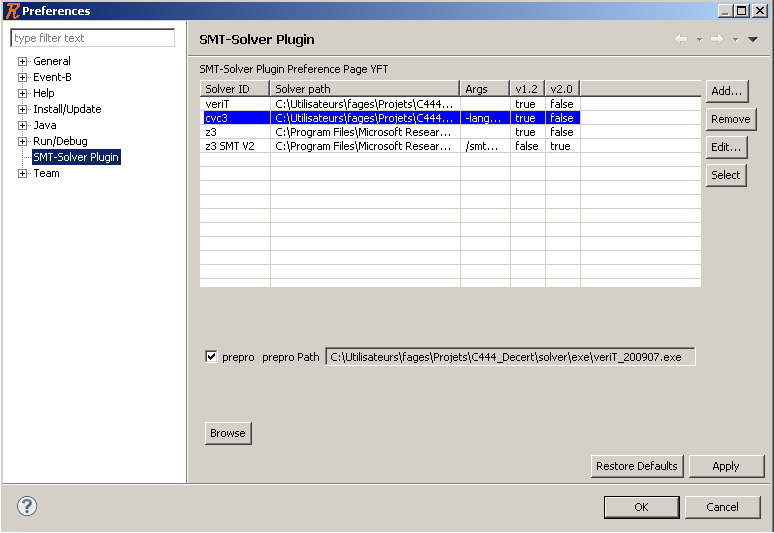 Preferences
type filter text
General
Event-B
Help
Install/Update
Java
Run/Debug
SMT-Solver Plugin
Team
SMT-Solver Plugin
SMT-Solver Plugin Preference Page YFT
Solver ID Solver path Args v1.2 v2.0
veriT C:\Utilisateurs\fages\Projets\C444... true false
cvc3 C:\Utilisateurs\fages\Projets\C444... -lang... true false
z3 C:\Program Files\Microsoft Resear... true false
z3 SMT V2 C:\Program Files\Microsoft Resear... /smt... false true
Add...
Remove
Edit...
Select
prepro prepro Path C:\Utilisateurs\fages\Projets\C444_Decert\solver\exe\veriT_200907.exe
Browse
Restore Defaults Apply
? OK Cancel